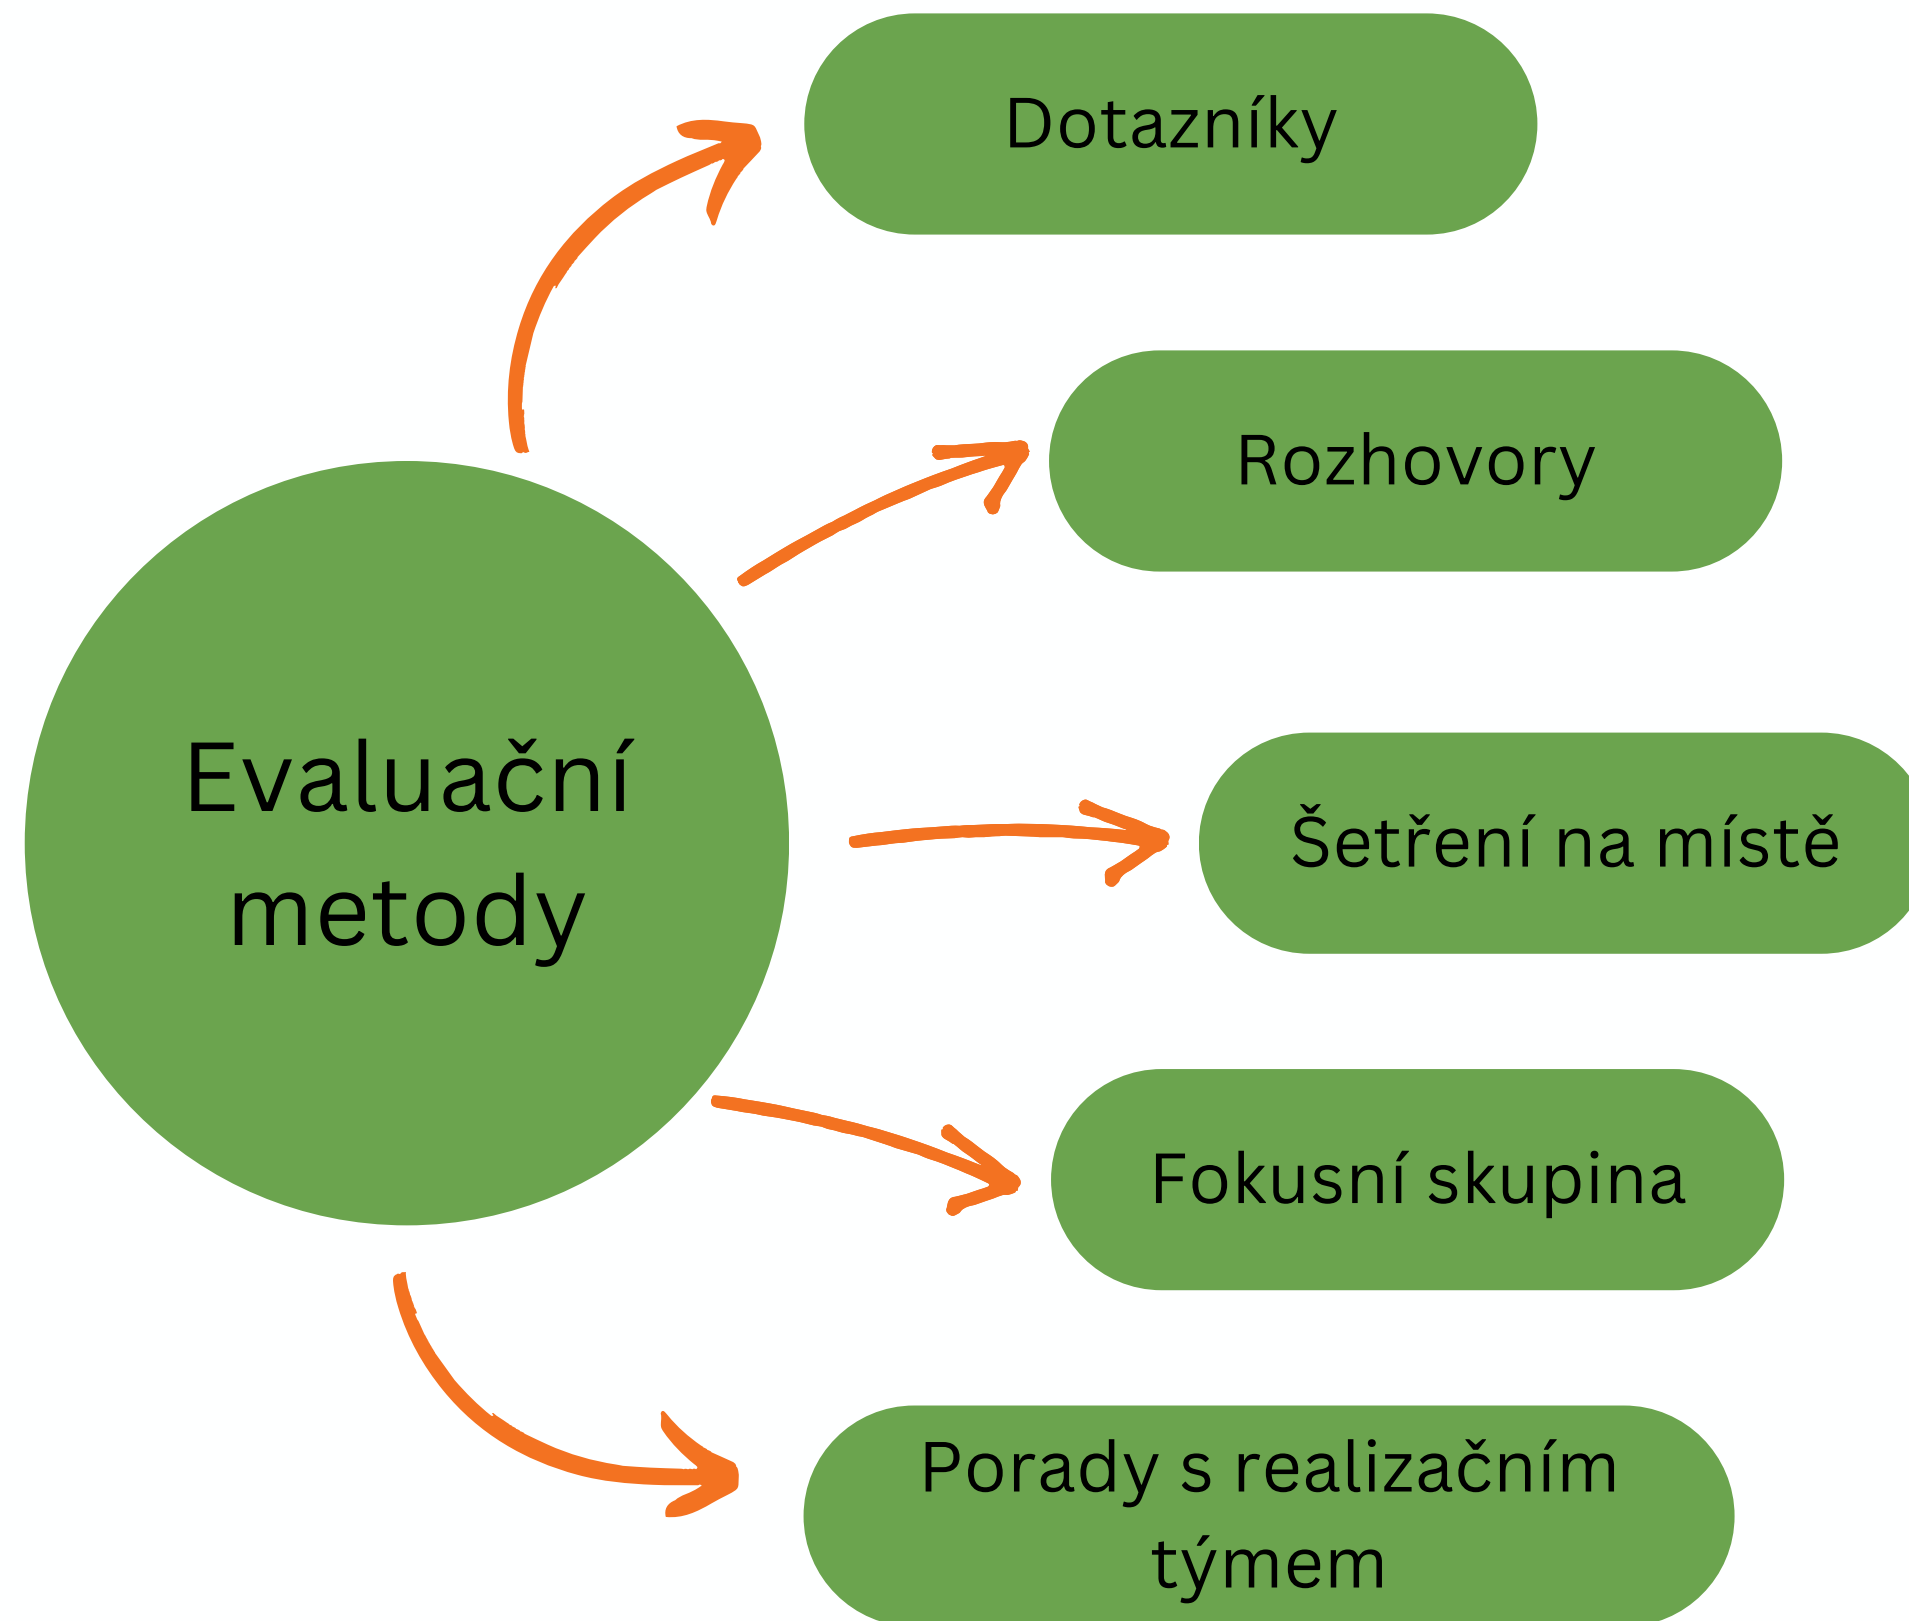 Dotazníky
Rozhovory
Evaluační
metody
Šetření na místě
Fokusní skupina
Porady s realizačním
týmem